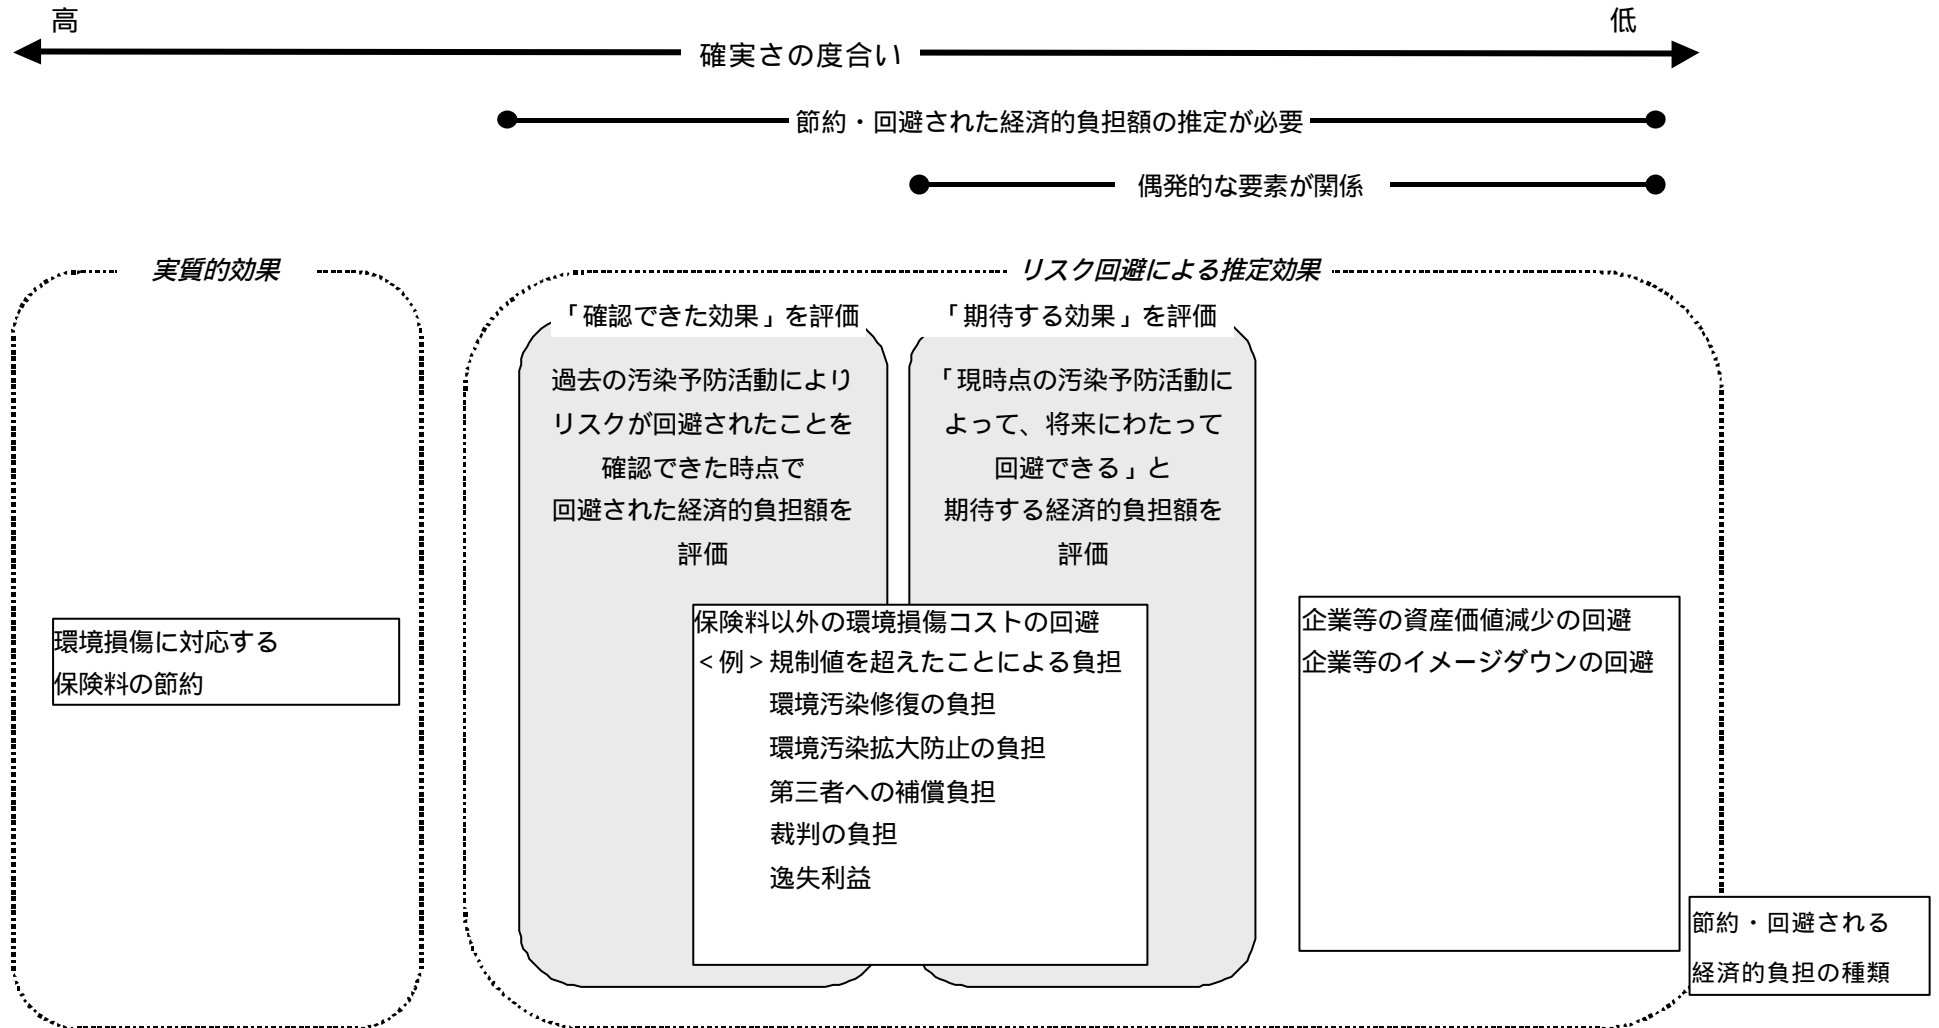 高
低
確実さの度合い
節約・回避された経済的負担額の推定が必要
偶発的な要素が関係
実質的効果
リスク回避による推定効果
「確認できた効果」を評価
過去の汚染予防活動により
リスクが回避されたことを
確認できた時点で
回避された経済的負担額を
評価
「期待する効果」を評価
「現時点の汚染予防活動に
よって、将来にわたって
回避できる」と
期待する経済的負担額を
評価
環境損傷に対応する
保険料の節約
保険料以外の環境損傷コストの回避
<例>規制値を超えたことによる負担
環境汚染修復の負担
環境汚染拡大防止の負担
第三者への補償負担
裁判の負担
逸失利益
企業等の資産価値減少の回避
企業等のイメージダウンの回避
節約・回避される
経済的負担の種類